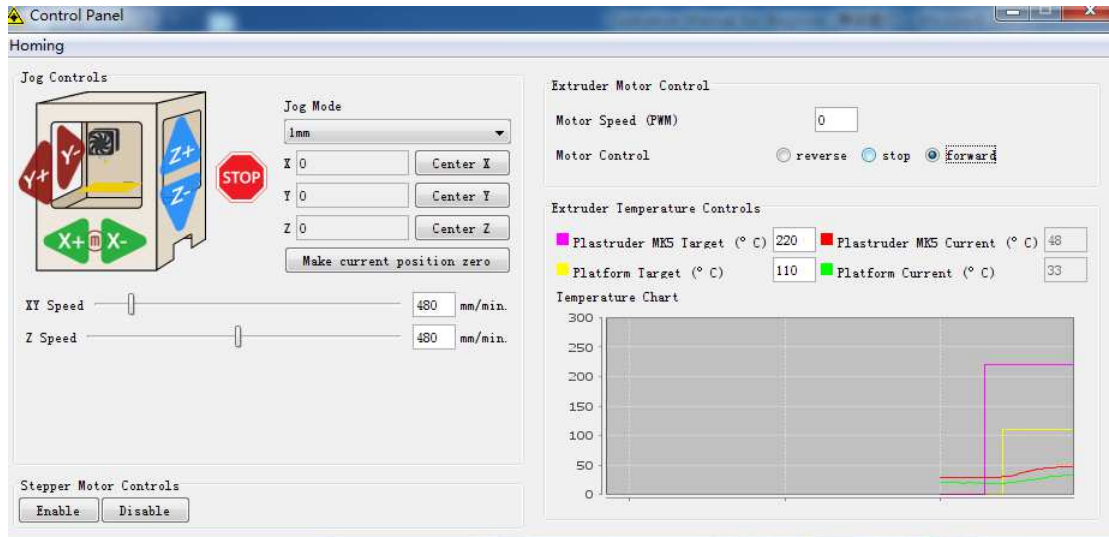 Control Panel
Homing
Jog Controls
Y+
Y-
Z+
Z-
X+
m
X-
STOP
Jog Mode
1mm
X 0 Center X
Y 0 Center Y
Z 0 Center Z
Make current position zero
XY Speed 480 mm/min.
Z Speed 480 mm/min.
Stepper Motor Controls
Enable Disable
Extruder Motor Control
Motor Speed (PWM) 0
Motor Control reverse stop forward
Extruder Temperature Controls
Plastruder MK5 Target (° C) 220 Plastruder MK5 Current (° C) 48
Platform Target (° C) 110 Platform Current (° C) 33
Temperature Chart
300
250
200
150
100
50
0